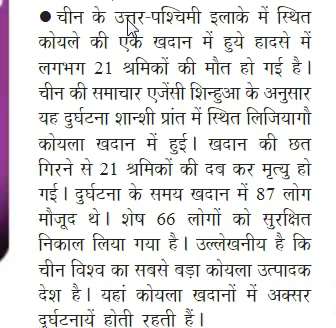 ● चीन के उत्तर-पश्चिमी इलाके में स्थित
कोयले की एक खदान में हुये हादसे में
लगभग 21 श्रमिकों की मौत हो गई है।
चीन की समाचार एजेंसी शिन्हुआ के अनुसार
यह दुर्घटना शान्शी प्रांत में स्थित लिजियागौ
कोयला खदान में हुई। खदान की छत
गिरने से 21 श्रमिकों की दब कर मृत्यु हो
गई। दुर्घटना के समय खदान में 87 लोग
मौजूद थे। शेष 66 लोगों को सुरक्षित
निकाल लिया गया है। उल्लेखनीय है कि
चीन विश्व का सबसे बड़ा कोयला उत्पादक
देश है। यहां कोयला खदानों में अक्सर
दुर्घटनायें होती रहती हैं।